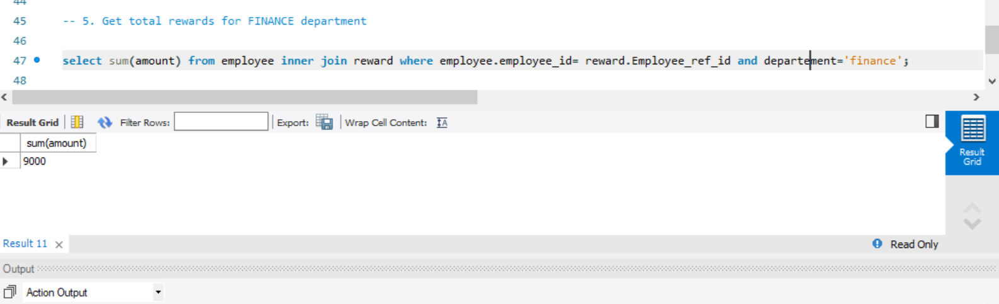 44
45 -- 5. Get total rewards for FINANCE department
46
47 select sum(amount) from employee inner join reward where employee.employee_id= reward.Employee_ref_id and departement='finance';
48
Result Grid Filter Rows: Export: Wrap Cell Content: IA
sum(amount)
9000
Result
Grid
Result 11 Read Only
Output
Action Output